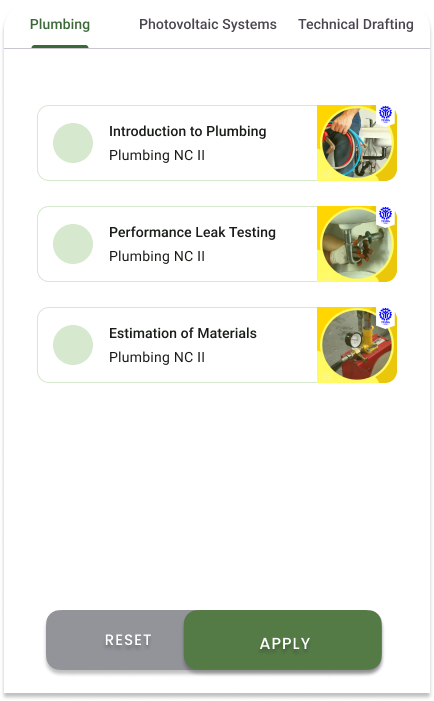 Plumbing
Photovoltaic Systems
Technical Drafting
Introduction to Plumbing
Plumbing NC II
Performance Leak Testing
Plumbing NC II
Estimation of Materials
Plumbing NC II
RESET
APPLY